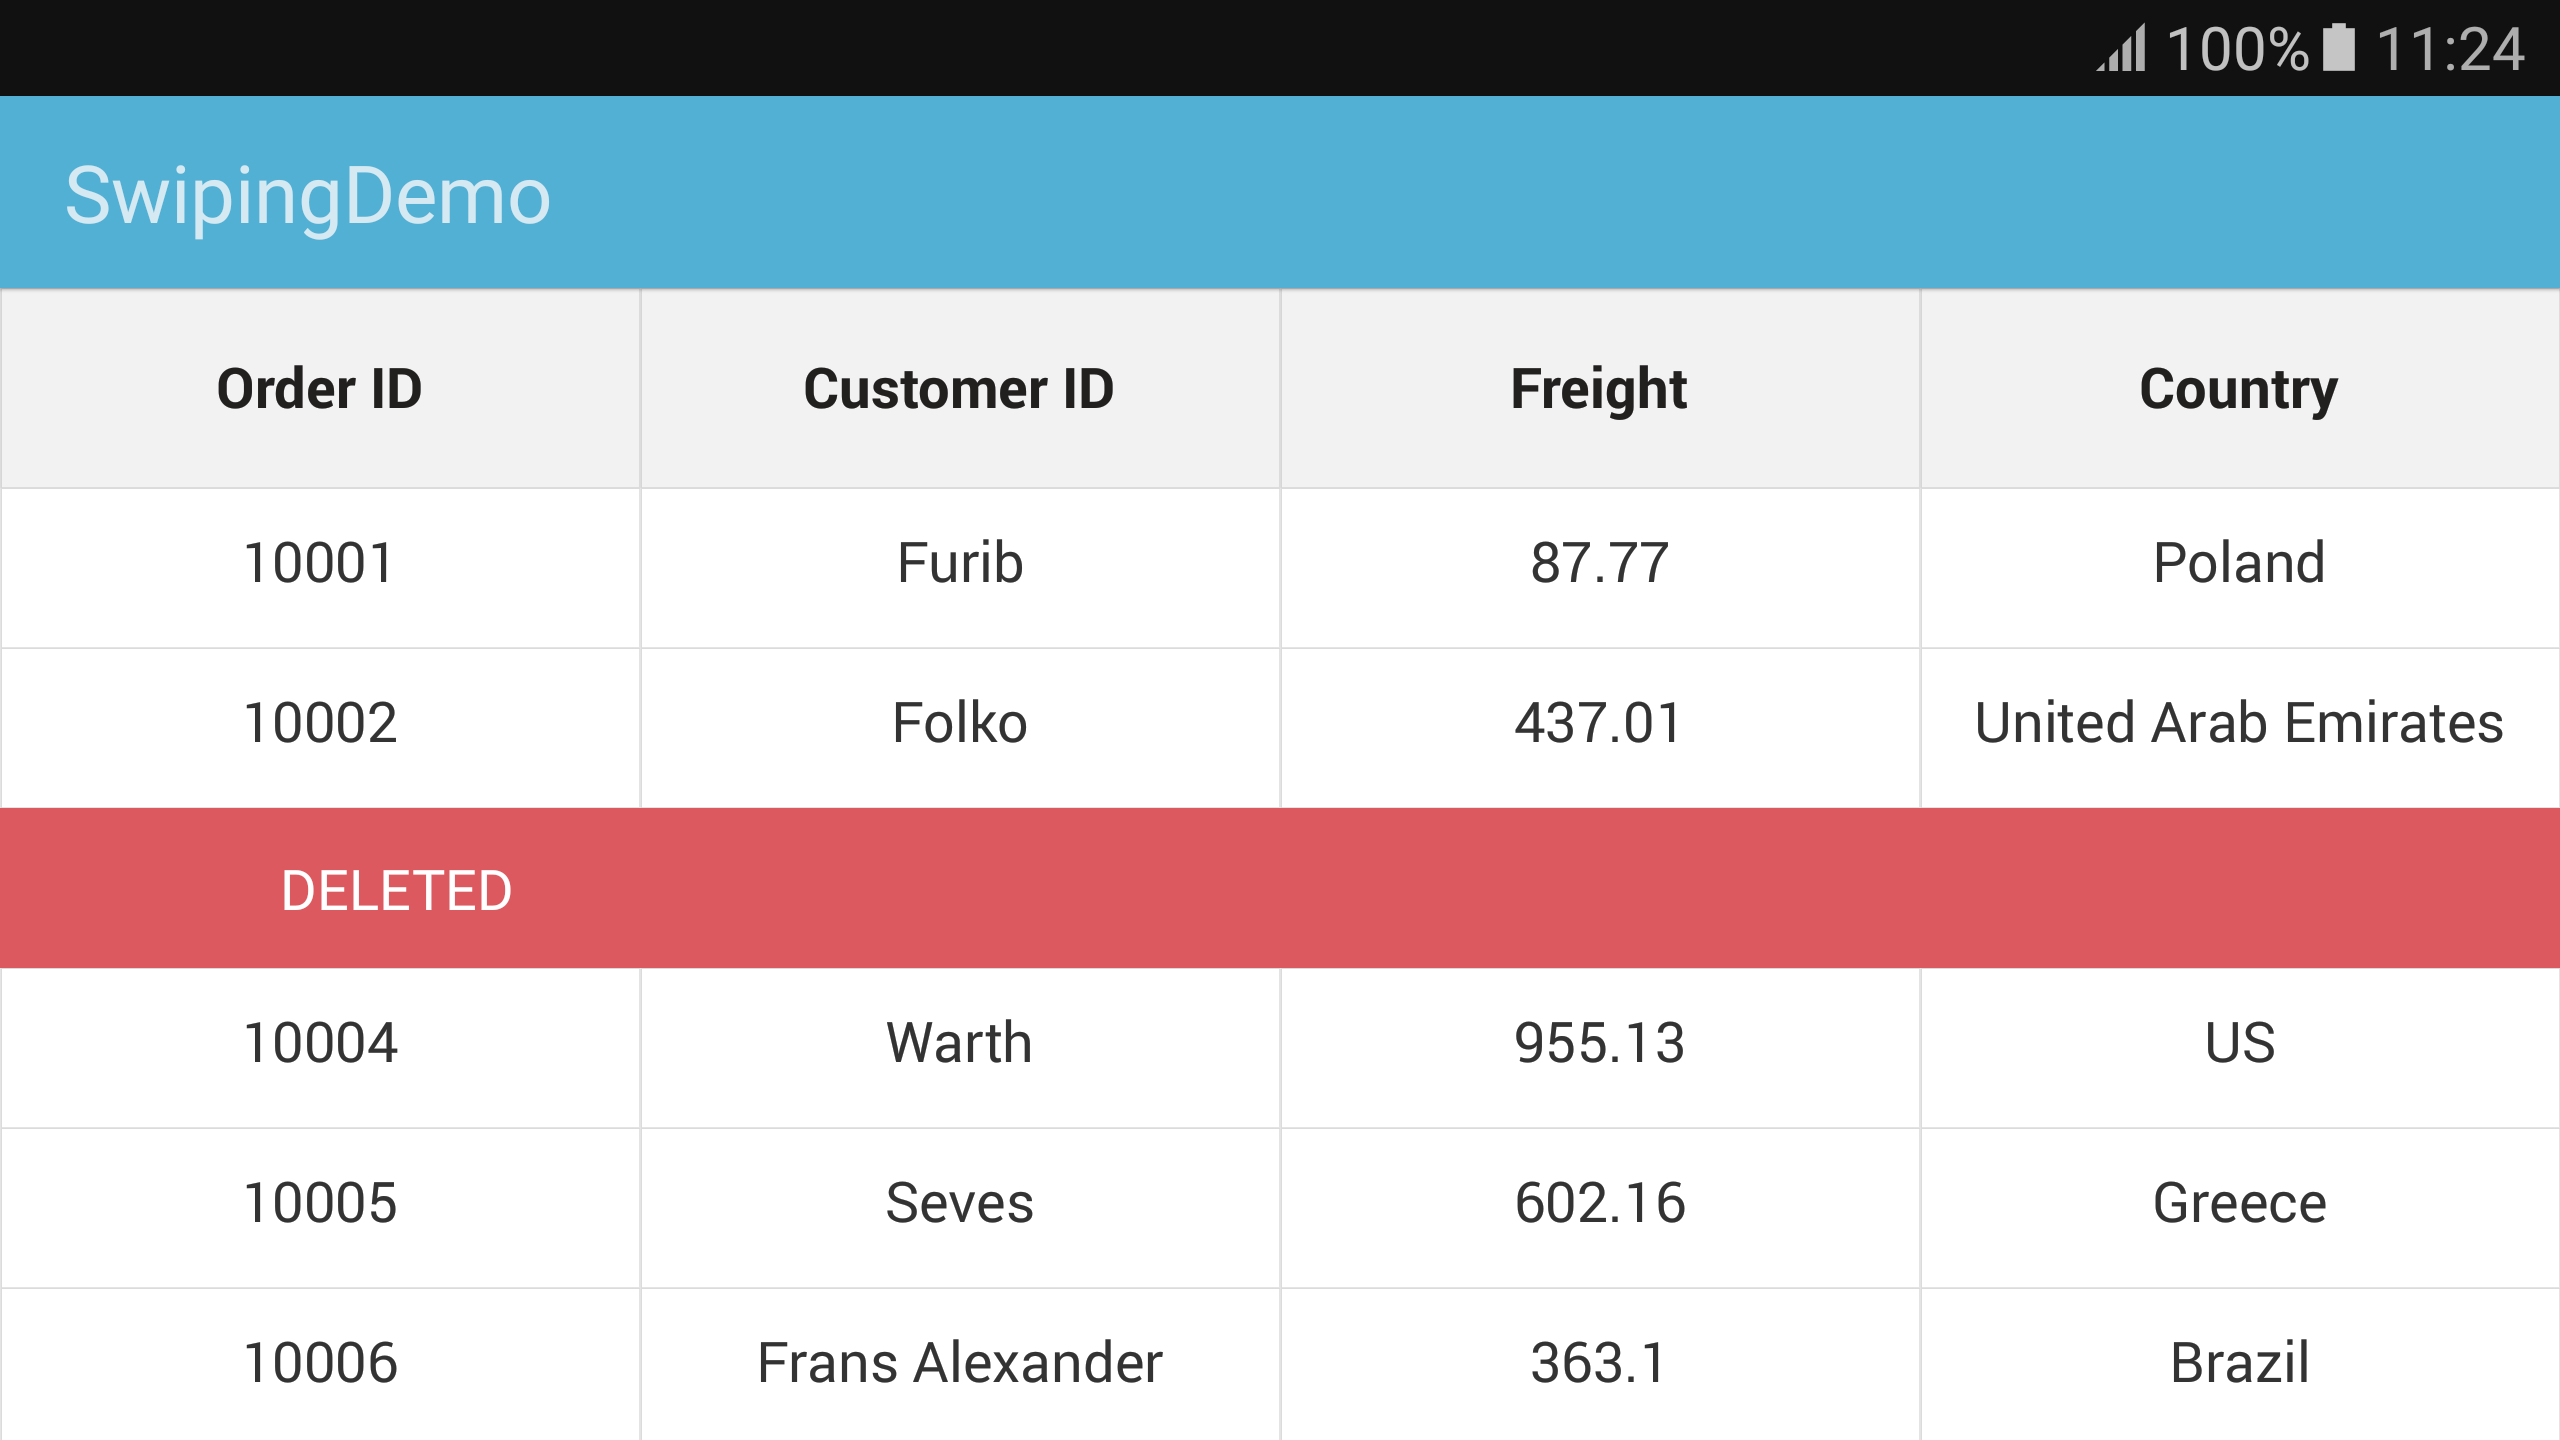 100% 11:24
SwipingDemo
Order ID Customer ID Freight Country
10001 Furib 87.77 Poland
10002 Folko 437.01 United Arab Emirates
DELETED
10004 Warth 955.13 US
10005 Seves 602.16 Greece
10006 Frans Alexander 363.1 Brazil